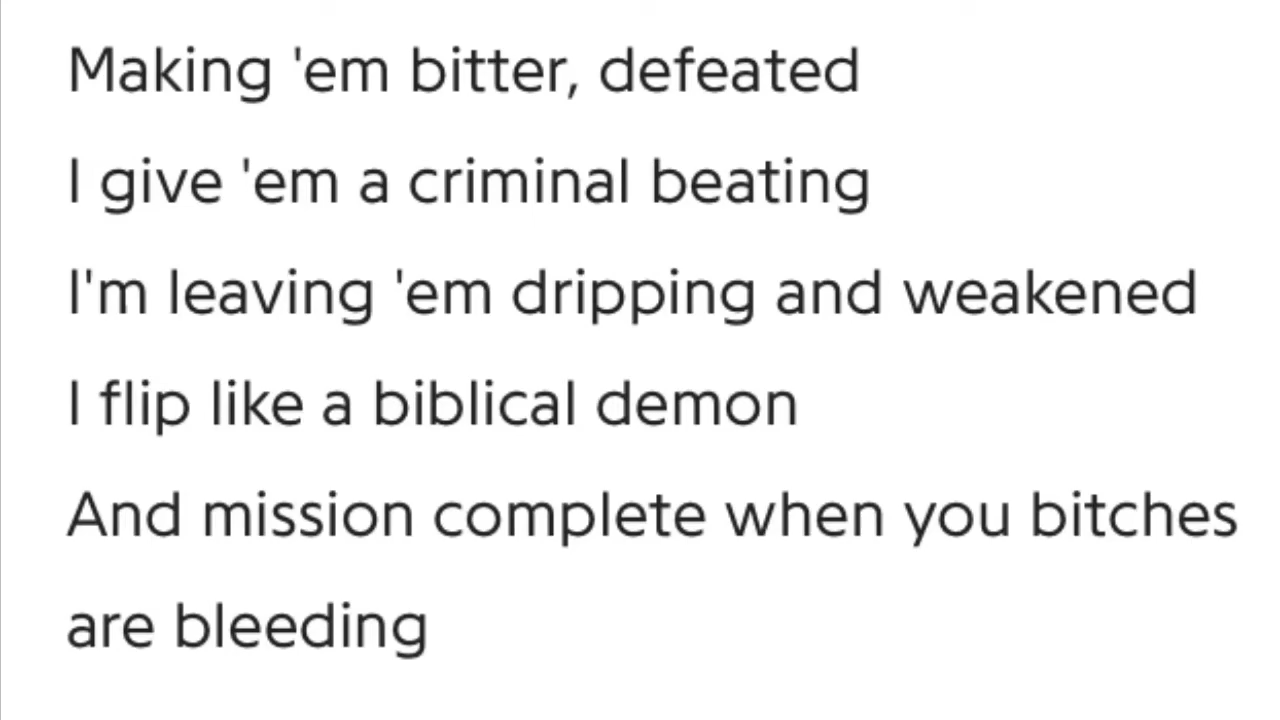 Making 'em bitter, defeated
I give 'em a criminal beating
I'm leaving 'em dripping and weakened
I flip like a biblical demon
And mission complete when you bitches
are bleeding